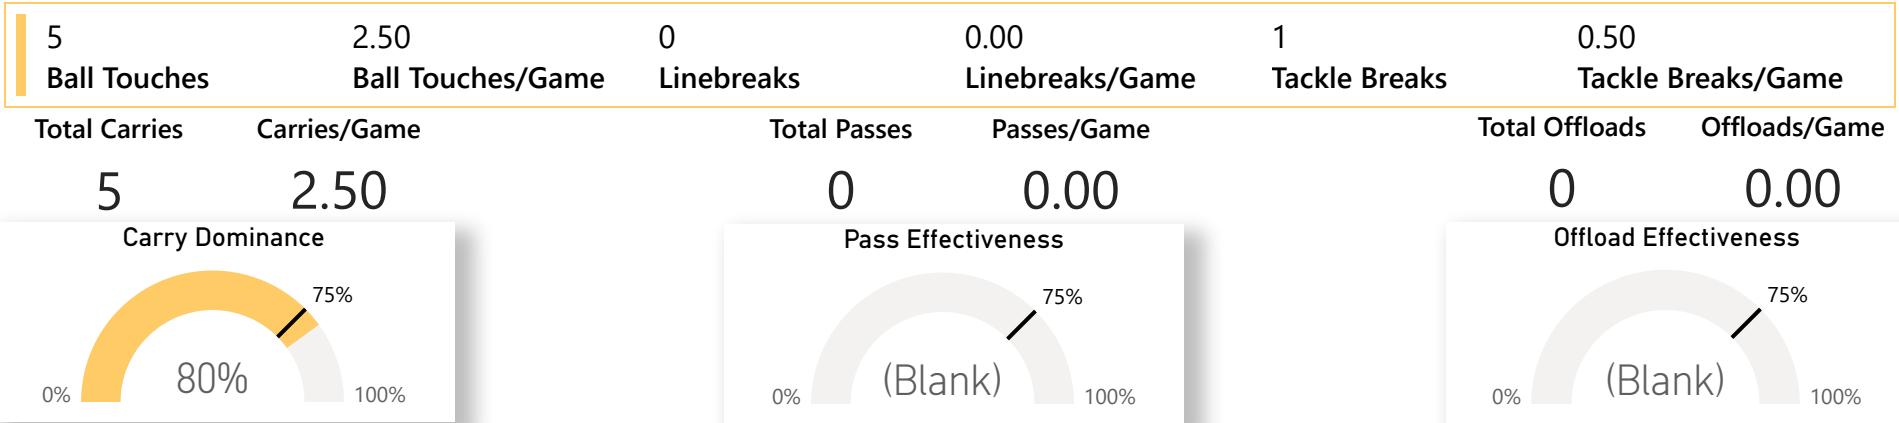 5 2.50 0 0.00 1 0.50
Ball Touches Ball Touches/Game Linebreaks Linebreaks/Game Tackle Breaks Tackle Breaks/Game
Total Carries Carries/Game Total Passes Passes/Game Total Offloads Offloads/Game
5 2.50 0 0.00 0 0.00
Carry Dominance Pass Effectiveness Offload Effectiveness
75% 75% 75%
80% (Blank) (Blank)
0% 100% 0% 100% 0% 100%